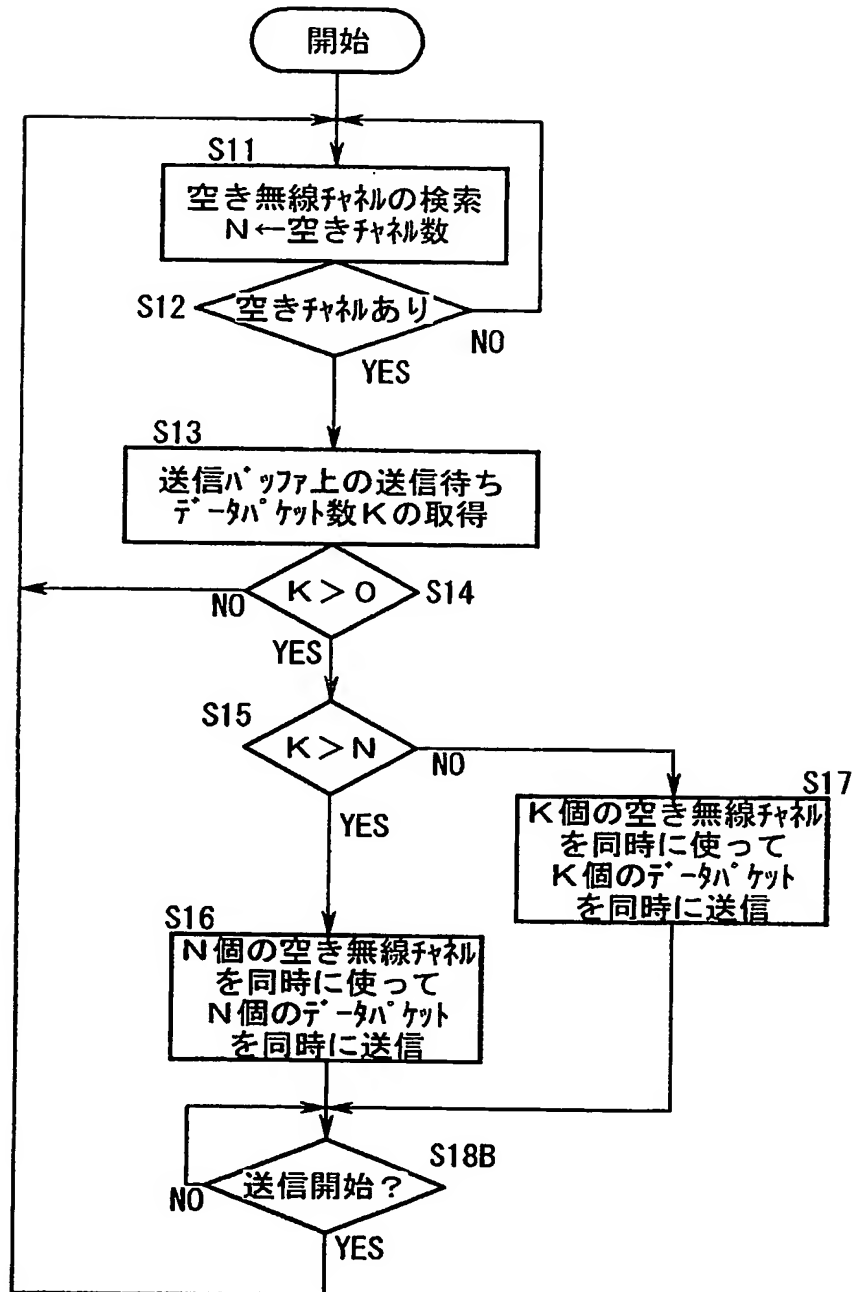 開始
S11
空き無線チャネルの検索
N←空きチャネル数
S12
空きチャネルあり
NO
YES
S13
送信バッファ上の送信待ち
データパケット数Kの取得
K>0
S14
NO
YES
S15
K>N
NO
YES
S17
K個の空き無線チャネル
を同時に使って
K個のデータパケット
を同時に送信
S16
N個の空き無線チャネル
を同時に使って
N個のデータパケット
を同時に送信
S18B
送信開始?
NO
YES